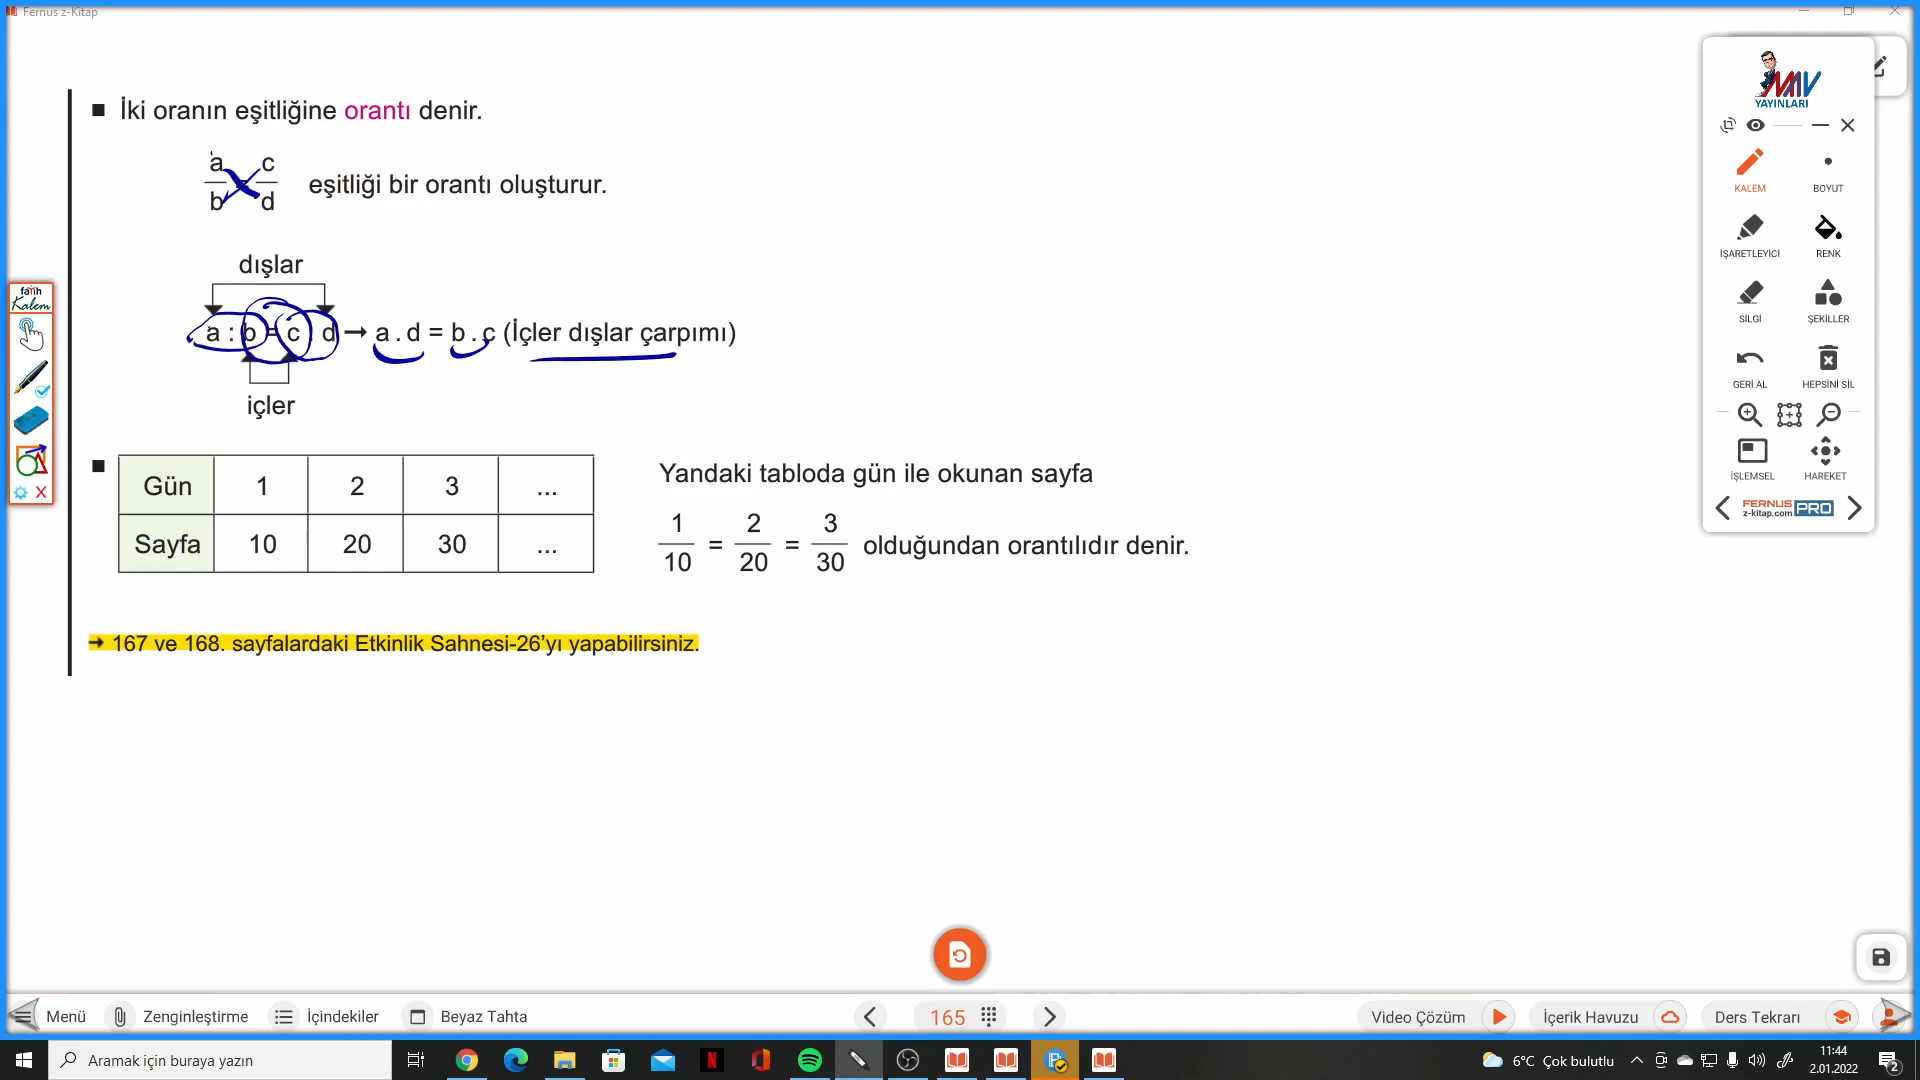 Fernus z-Kitap
■ İki oranın eşitliğine orantı denir.
a/b = c/d eşitliği bir orantı oluşturur.
dışlar
a : b = c : d → a . d = b . c (İçler dışlar çarpımı)
içler
■ Gün 1 2 3 ...
Sayfa 10 20 30 ...
Yandaki tabloda gün ile okunan sayfa
1/10 = 2/20 = 3/30 olduğundan orantılıdır denir.
→ 167 ve 168. sayfalardaki Etkinlik Sahnesi-26'yı yapabilirsiniz.
fatih
Kalem
YAYINLARI
KALEM BOYUT
İŞARETLEYİCİ RENK
SİLGİ ŞEKİLLER
GERİ AL HEPSİNİ SİL
İŞLEMSEL HAREKET
FERNUS
z-kitap.com PRO
Menü Zenginleştirme İçindekiler Beyaz Tahta 165 Video Çözüm İçerik Havuzu Ders Tekrarı
Aramak için buraya yazın
6°C Çok bulutlu
11:44
2.01.2022
2